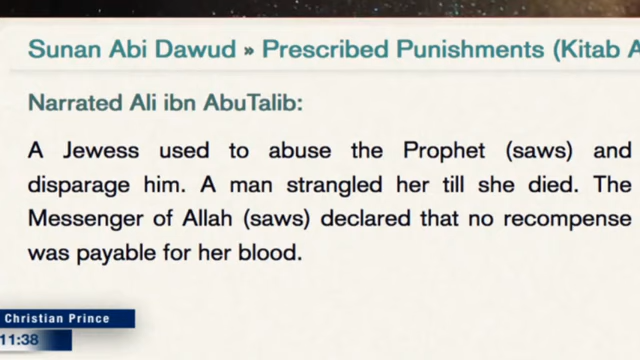 Sunan Abi Dawud » Prescribed Punishments (Kitab A
Narrated Ali ibn AbuTalib:
A Jewess used to abuse the Prophet (saws) and
disparage him. A man strangled her till she died. The
Messenger of Allah (saws) declared that no recompense
was payable for her blood.
Christian Prince
11:38